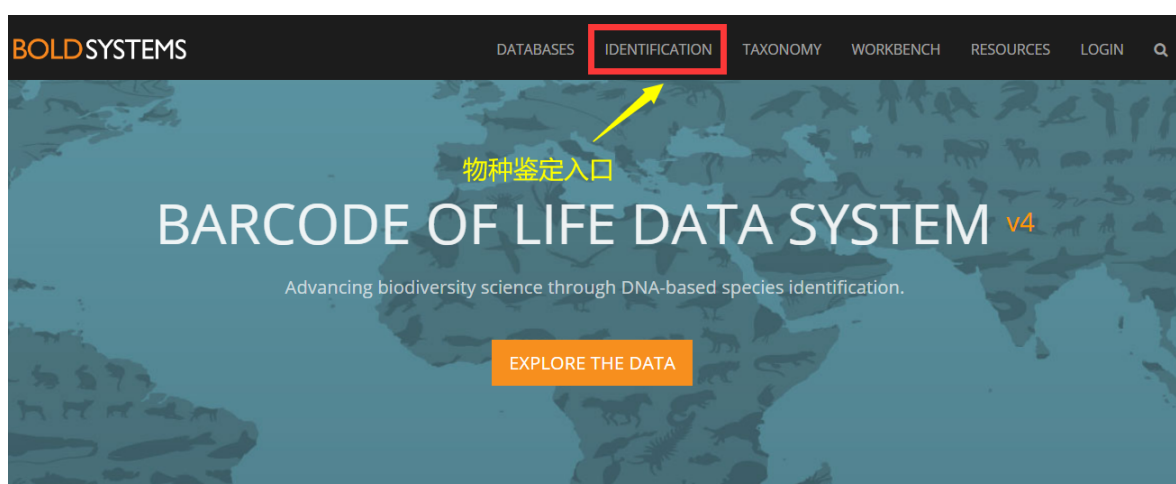 BOLDSYSTEMS DATABASES IDENTIFICATION TAXONOMY WORKBENCH RESOURCES LOGIN
物种鉴定入口
BARCODE OF LIFE DATA SYSTEM v4
Advancing biodiversity science through DNA-based species identification.
EXPLORE THE DATA